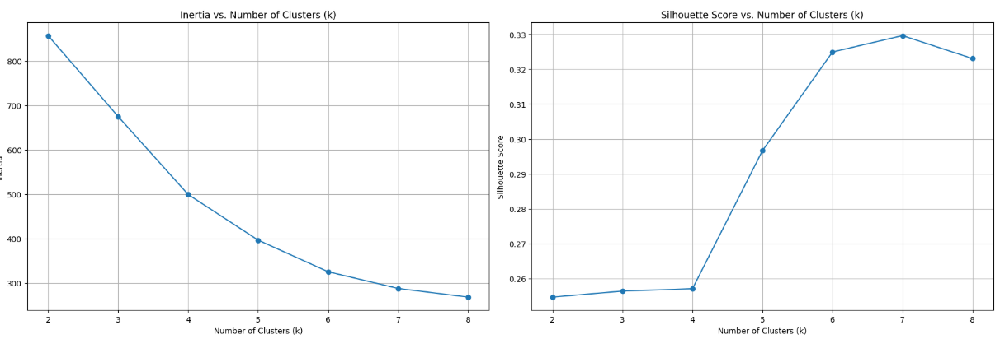 Inertia vs. Number of Clusters (k)
800
700
600
500
400
300
2 3 4 5 6 7 8
Number of Clusters (k)
Silhouette Score vs. Number of Clusters (k)
Silhouette Score
0.33
0.32
0.31
0.30
0.29
0.28
0.27
0.26
2 3 4 5 6 7 8
Number of Clusters (k)